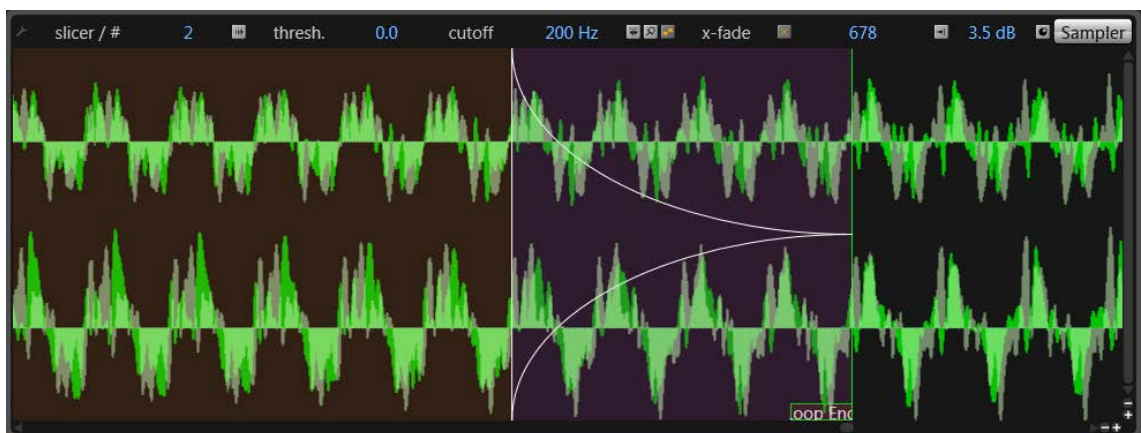 slicer / # 2 thresh. 0.0 cutoff 200 Hz x-fade 678 3.5 dB Sampler
oop End